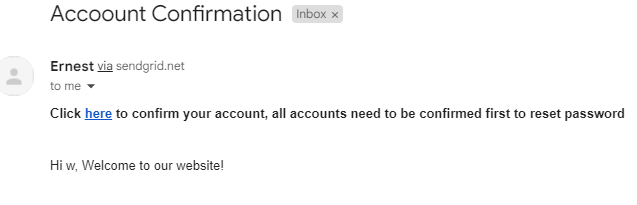 Accoount Confirmation Inbox ×
Ernest via sendgrid.net
to me
Click here to confirm your account, all accounts need to be confirmed first to reset password
Hi w, Welcome to our website!